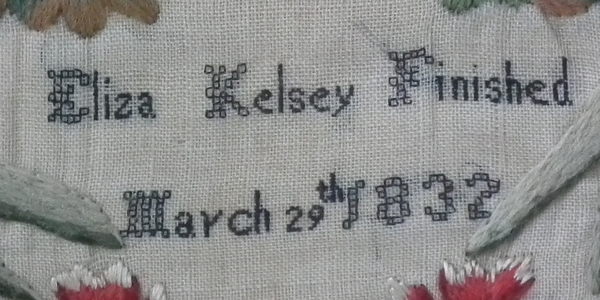 Eliza Kelsey Finished
March 29th 1832